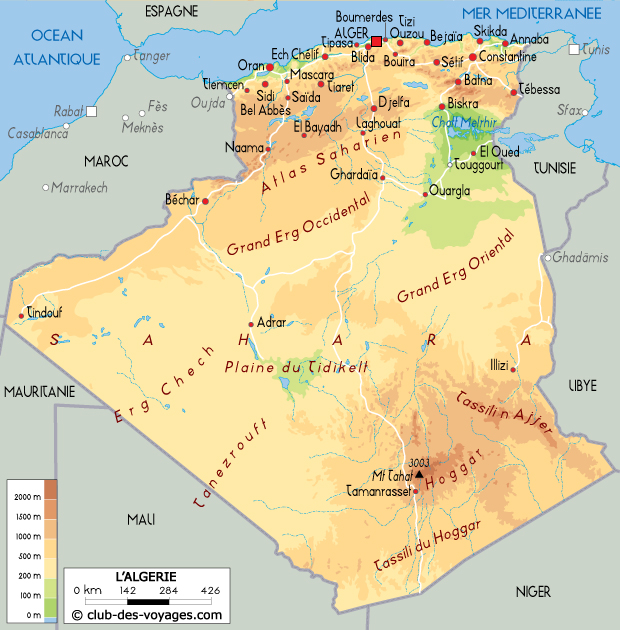 ESPAGNE
MER MEDITERRANEE
OCEAN
ATLANTIQUE
Boumerdes
Tizi
Ouzou
ALGER
Tipasa
Bejaïa
Skikda
Annaba
Tunis
Tanger
Ech Chélif
Blida
Bouira
Sétif
Constantine
Oran
Mascara
Tlemcen
Sidi
Bel Abbès
Saïda
Tiaret
Batna
Tébessa
Oujda
Rabat
Fès
Meknès
Casablanca
Djelfa
Biskra
Chott Melrhir
Sfax
El Bayadh
Laghouat
Naama
Atlas Saharien
El Oued
Touggourt
TUNISIE
MAROC
Marrakech
Ghardaïa
Ouargla
Béchar
Grand Erg Occidental
Grand Erg Oriental
Ghadâmis
Tindouf
Adrar
SAHARA
Plaine du Tidikelt
Illizi
Erg Chech
MAURITANIE
LIBYE
Tassili n Ajjer
Tanezrouft
3003
Mt Tahat
Hoggar
Tamanrasset
Tassili du Hoggar
MALI
NIGER
2000 m
1500 m
1000 m
500 m
200 m
100 m
0 m
L'ALGERIE
0 km 142 284 426
© club-des-voyages.com